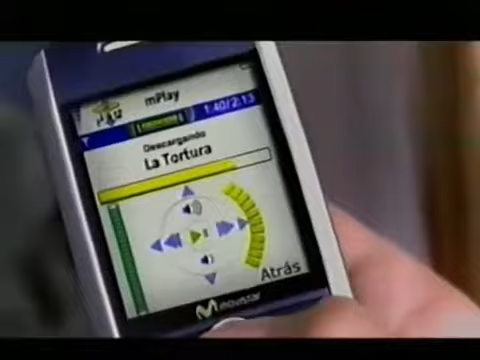 mPlay
1:40/2:13
Descargando
La Tortura
Atrás
movistar